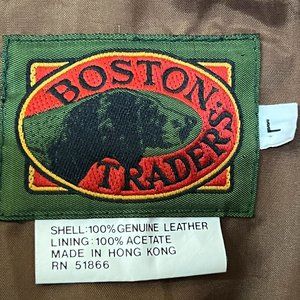 BOSTON
TRADERS
L
SHELL: 100% GENUINE LEATHER
LINING: 100% ACETATE
MADE IN HONG KONG
RN 51866